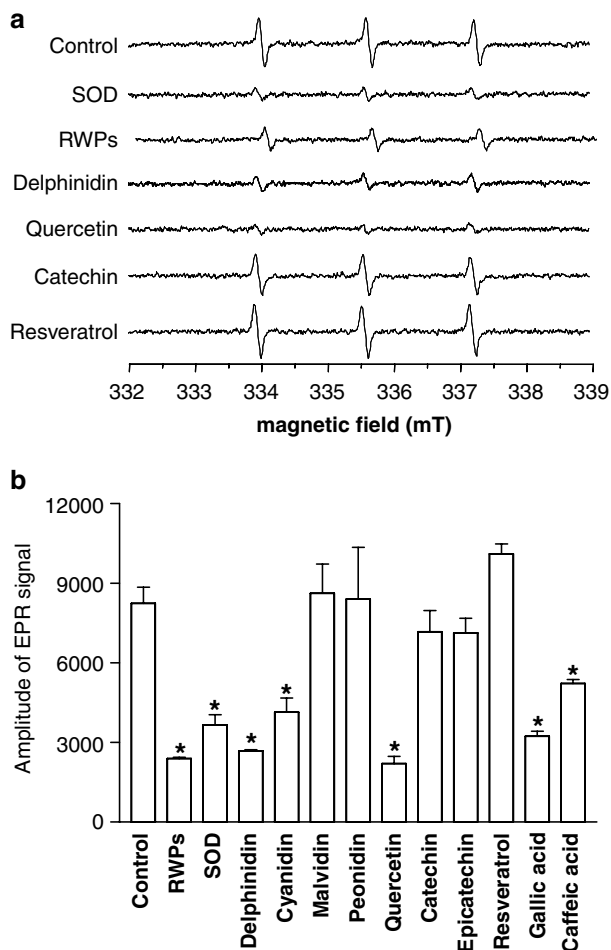 a
Control
SOD
RWPs
Delphinidin
Quercetin
Catechin
Resveratrol
332 333 334 335 336 337 338 339
magnetic field (mT)
b
Amplitude of EPR signal
12000
9000
6000
3000
0
* * * * * * *
Control
RWPs
SOD
Delphinidin
Cyanidin
Malvidin
Peonidin
Quercetin
Catechin
Epicatechin
Resveratrol
Gallic acid
Caffeic acid